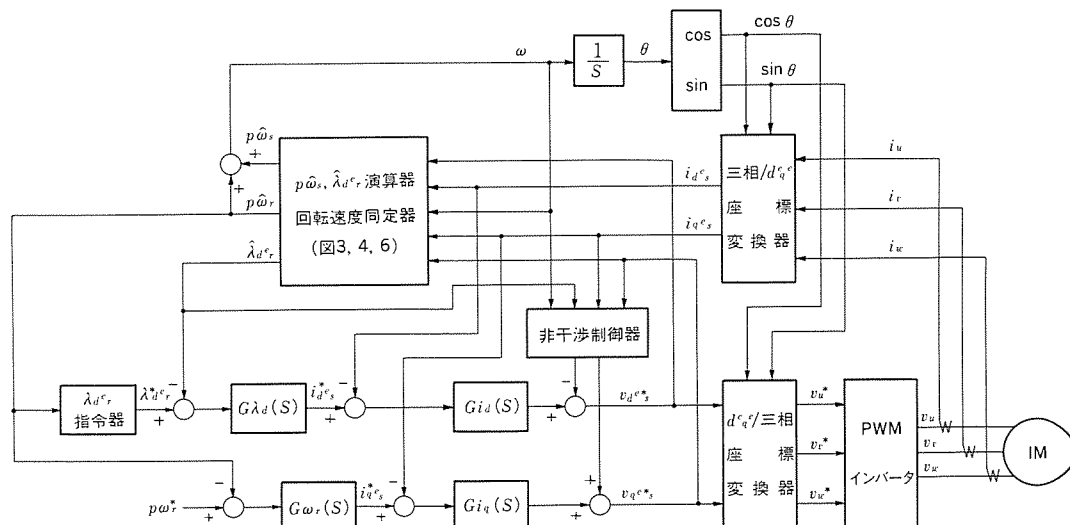 ω
1/S
θ
cos
sin
cos θ
sin θ
pω̂s
+
+
pω̂r
λ̂dᵉr
pω̂s, λ̂dᵉr 演算器
回転速度同定器
(図3, 4, 6)
idᵉs
iqᵉs
三相/dᵉqᵉ
座標
変換器
iu
iv
iw
非干渉制御器
λdᵉr
指令器
λ*dᵉr
−
+
Gλd(S)
i*dᵉs
−
+
Gid(S)
−
+
vdᵉ*s
pω*r
−
+
Gωr(S)
i*qᵉs
−
+
Giq(S)
+
+
vqᵉ*s
dᵉqᵉ/三相
座標
変換器
vu*
vv*
vw*
PWM
インバータ
vu
vv
vw
IM